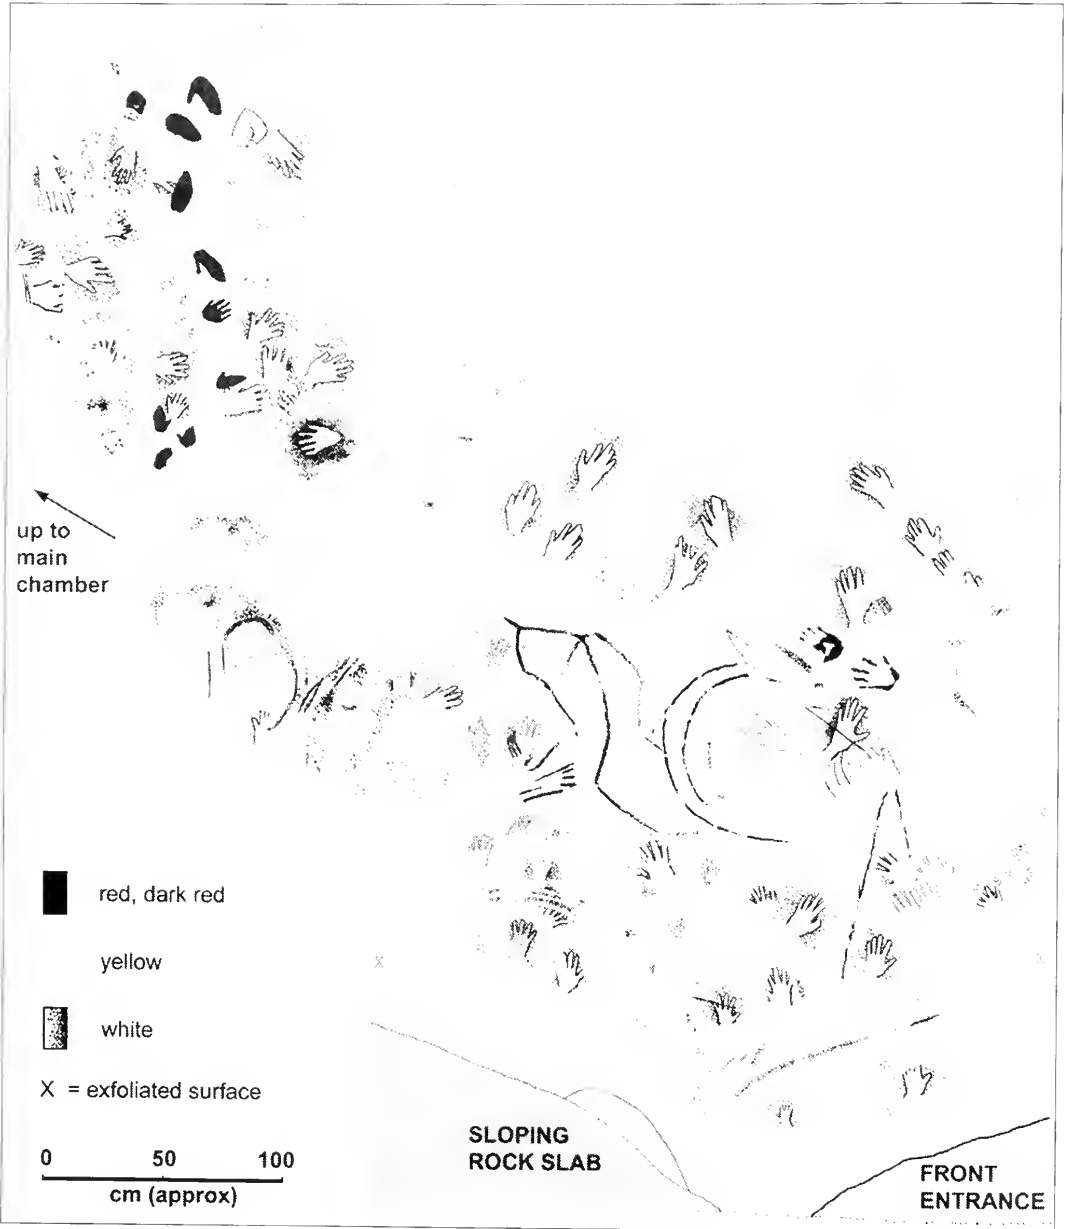 up to
main
chamber
red, dark red
yellow
X
white
X = exfoliated surface
0 50 100
cm (approx)
SLOPING
ROCK SLAB
FRONT
ENTRANCE